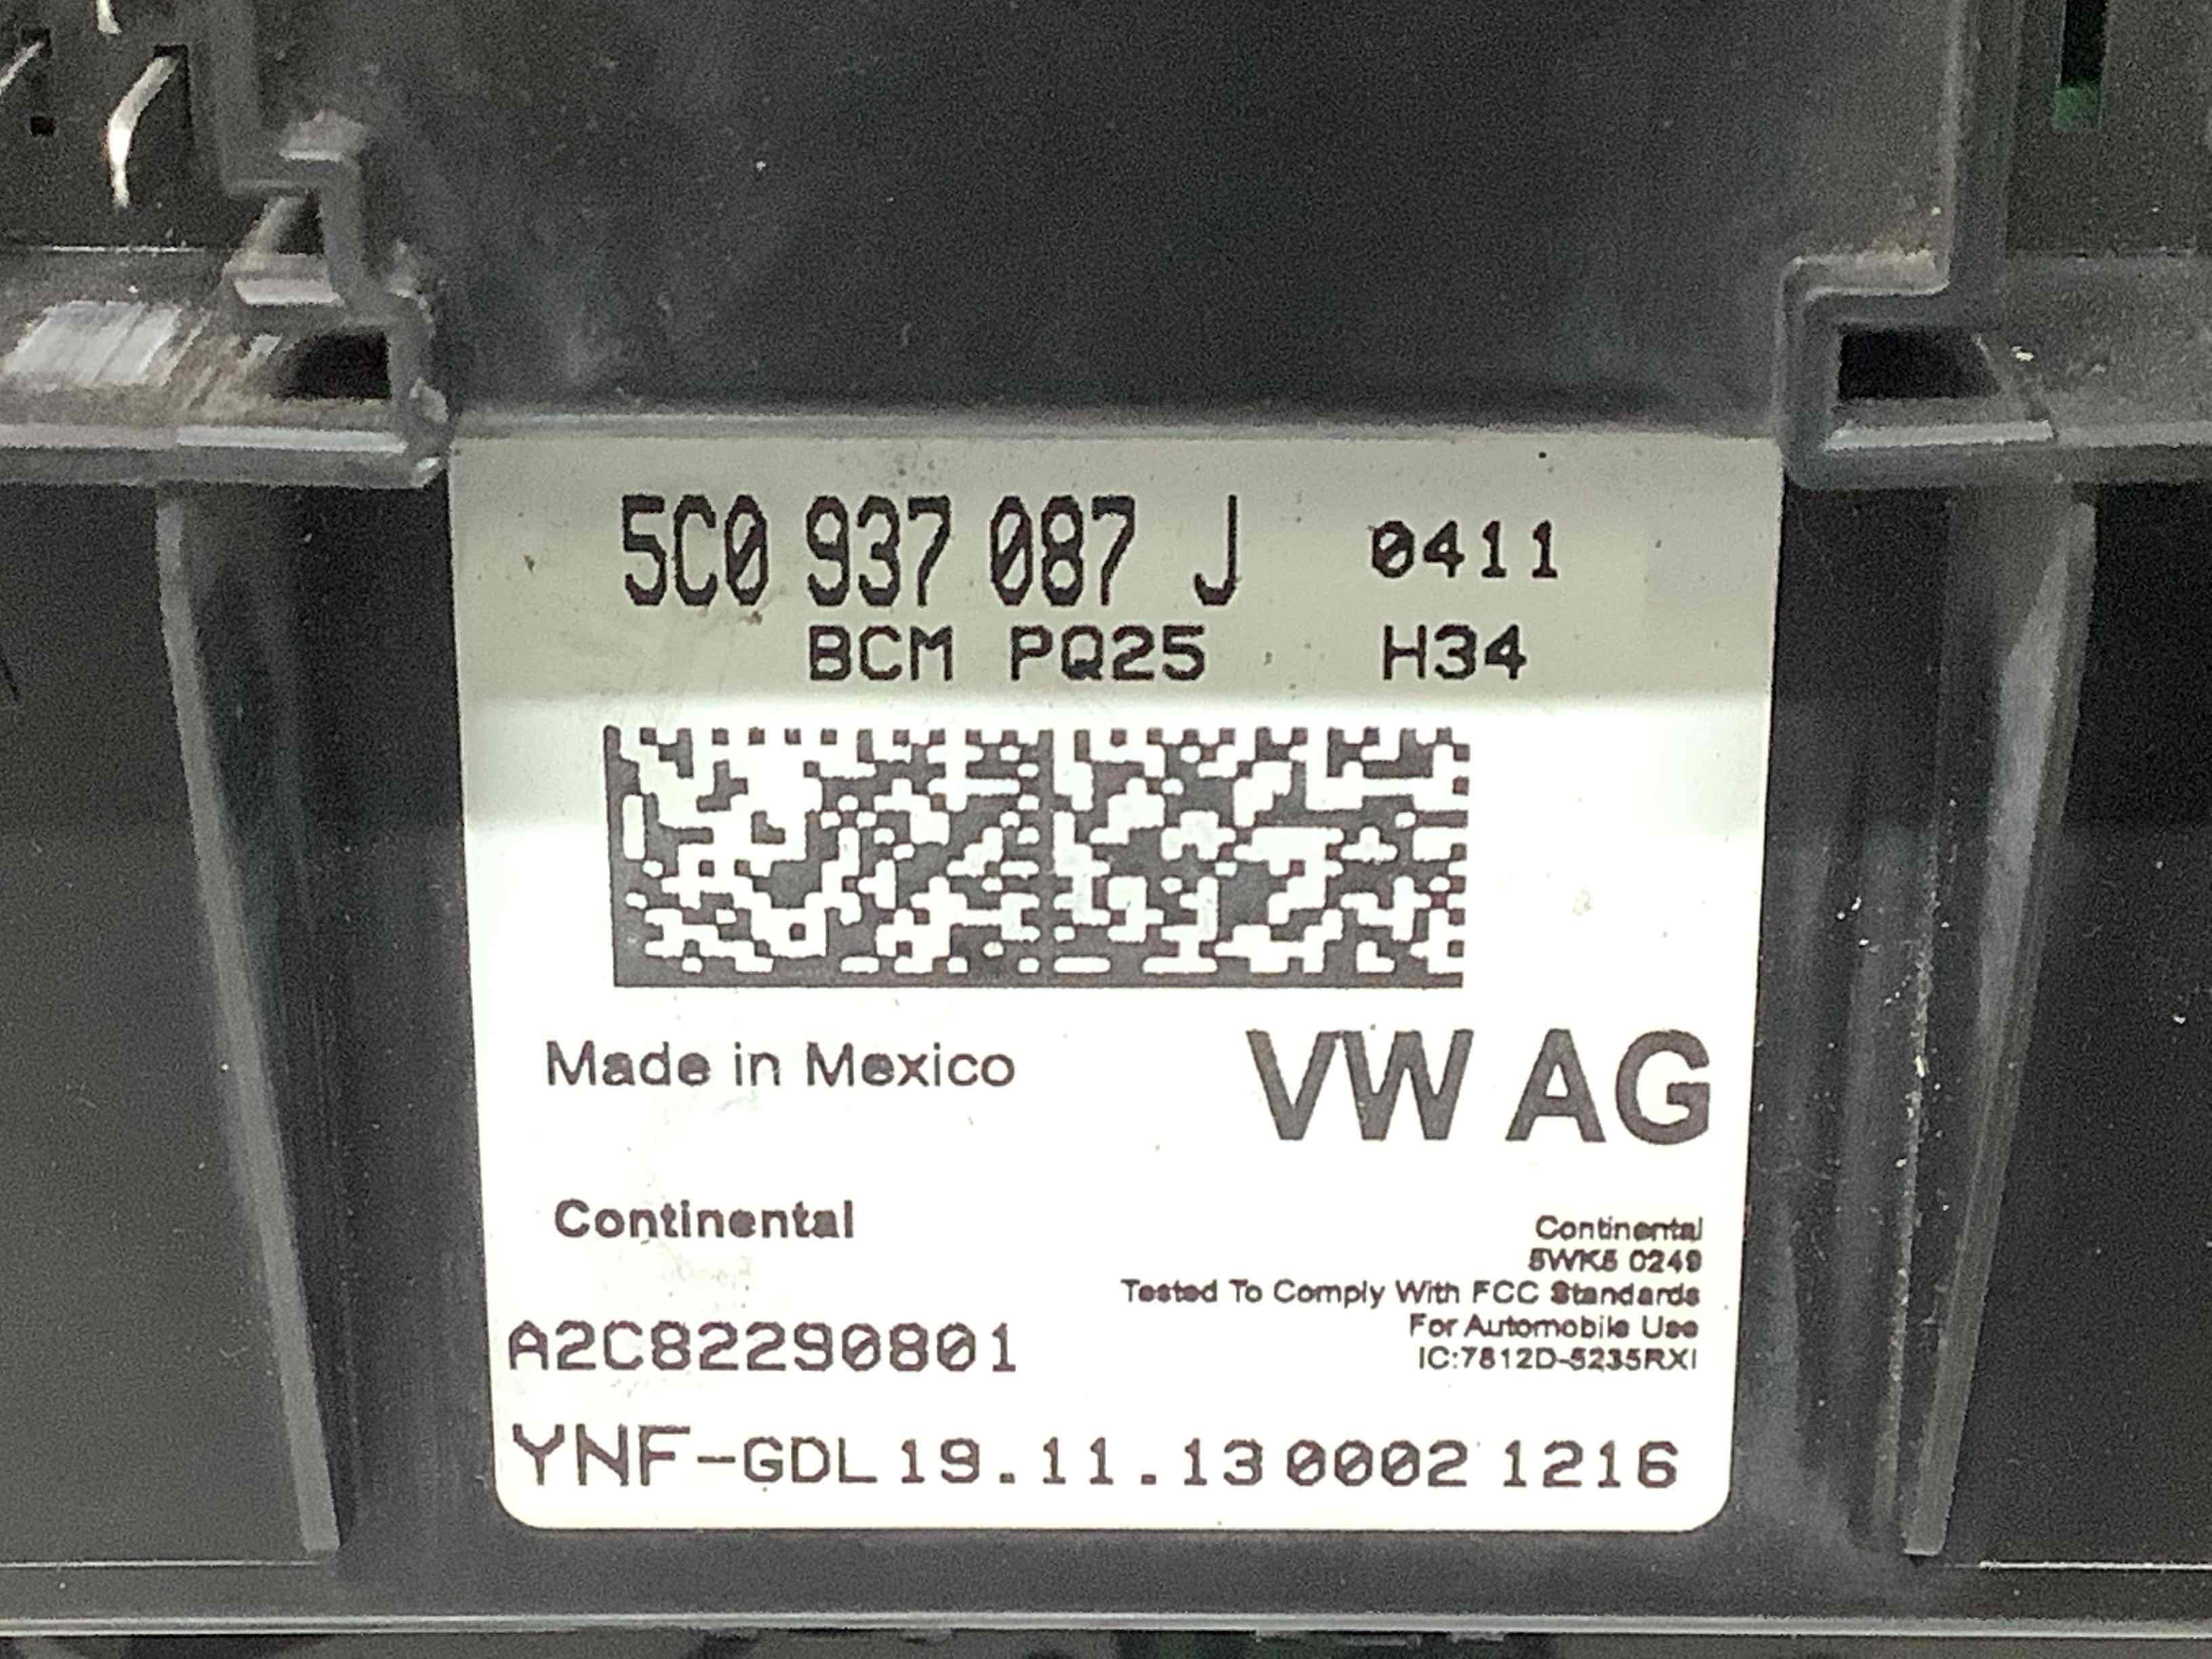 5C0 937 087 J 0411
BCM PQ25 H34
Made in Mexico
VW AG
Continental
Continental
5WK5 0249
Tested To Comply With FCC Standards
For Automobile Use
IC:7812D-5235RXI
A2C82290801
YNF-GDL 19.11.13 0002 1216